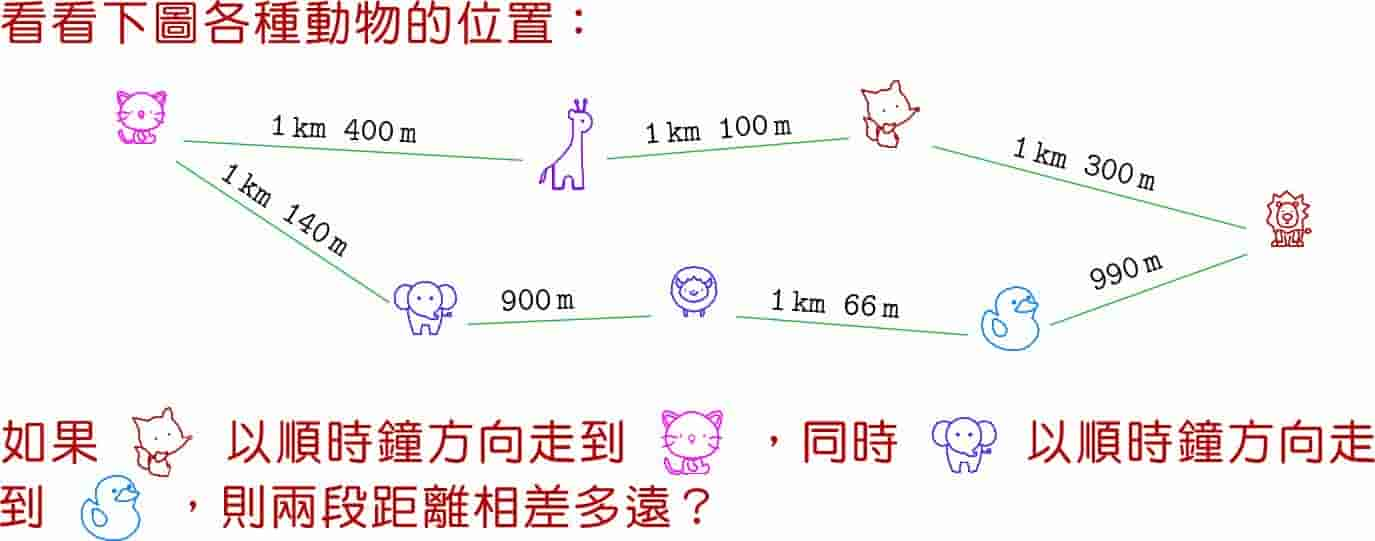 看看下圖各種動物的位置：
1 km 400 m
1 km 100 m
1 km 300 m
1 km 140 m
900 m
1 km 66 m
990 m
如果 以順時鐘方向走到 ，同時 以順時鐘方向走
到 ，則兩段距離相差多遠？